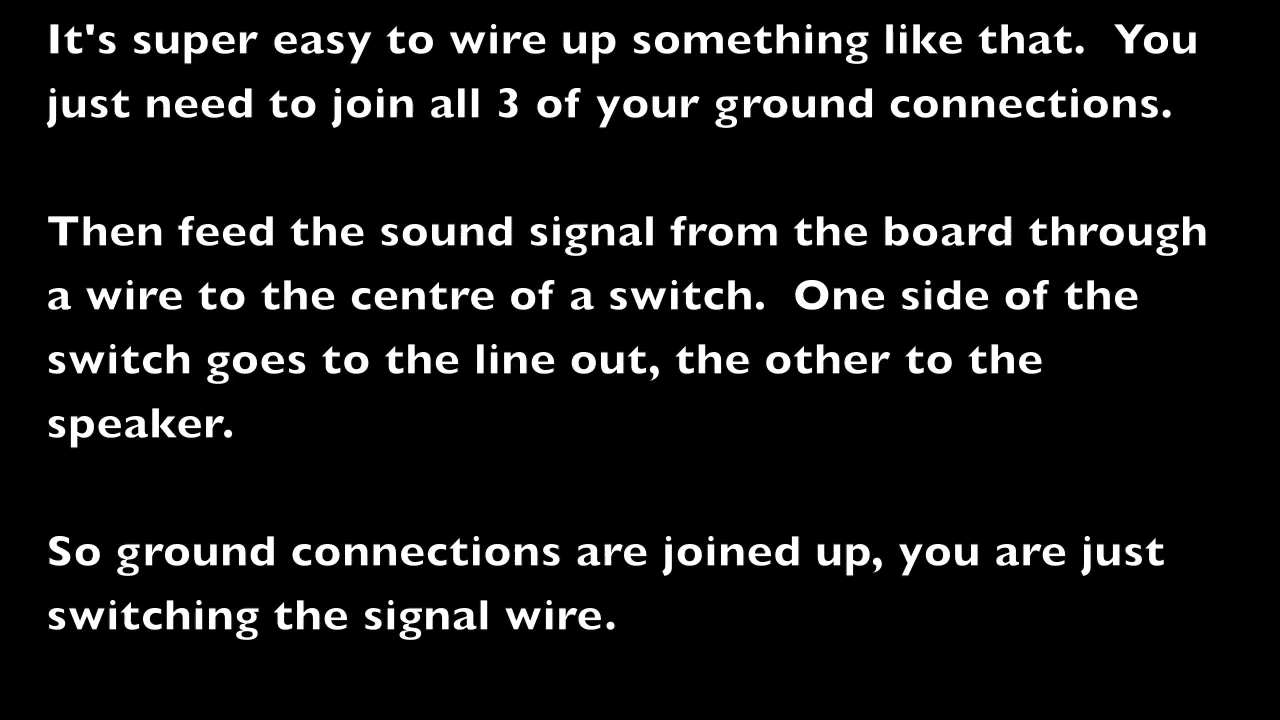 It's super easy to wire up something like that.  You
just need to join all 3 of your ground connections.
Then feed the sound signal from the board through
a wire to the centre of a switch.  One side of the
switch goes to the line out, the other to the
speaker.
So ground connections are joined up, you are just
switching the signal wire.